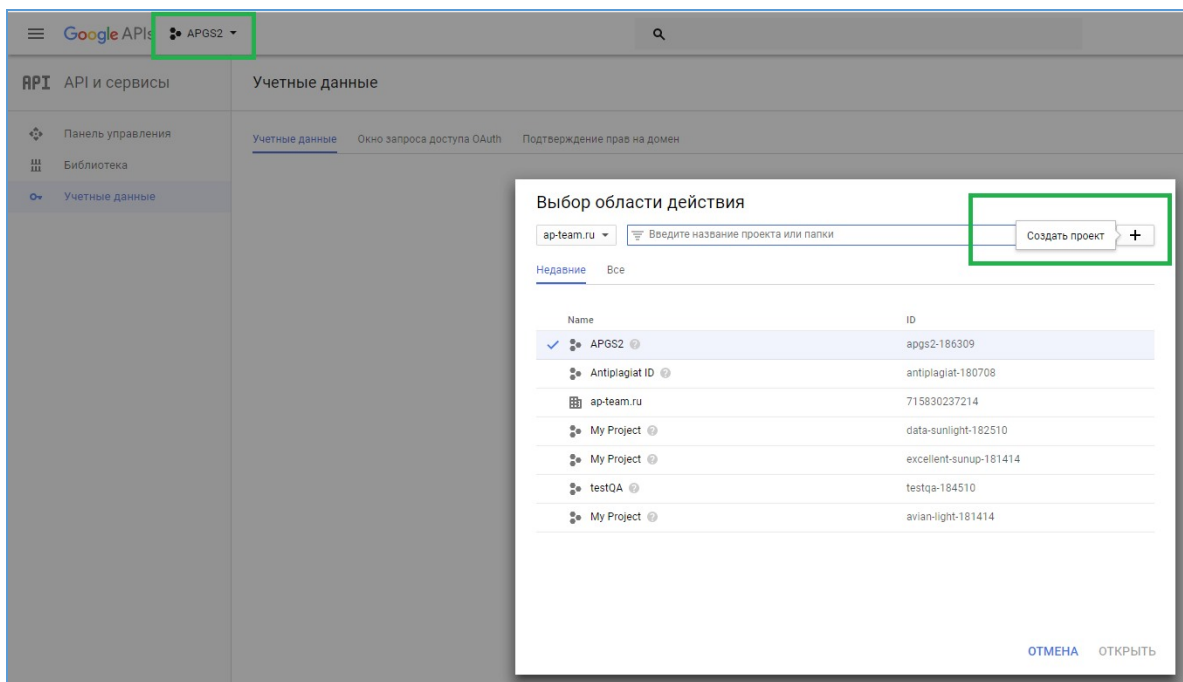 Google APIs APGS2
API API и сервисы
Учетные данные
Панель управления
Библиотека
Учетные данные
Учетные данные Окно запроса доступа OAuth Подтверждение прав на домен
Выбор области действия
ap-team.ru Введите название проекта или папки Создать проект +
Недавние Все
Name ID
APGS2 apgs2-186309
Antiplagiat ID antiplagiat-180708
ap-team.ru 715830237214
My Project data-sunlight-182510
My Project excellent-sunup-181414
testQA testqa-184510
My Project avian-light-181414
ОТМЕНА ОТКРЫТЬ